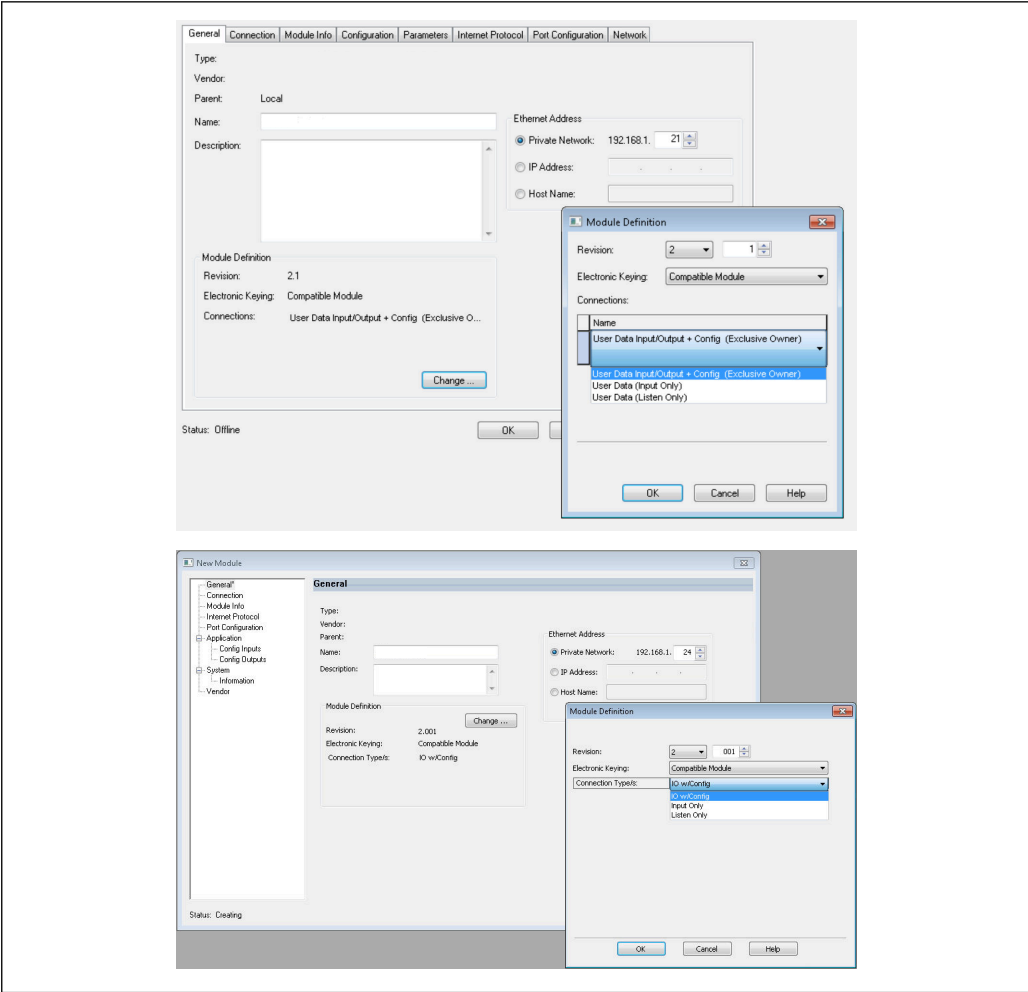 General Connection Module Info Configuration Parameters Internet Protocol Port Configuration Network
Type:
Vendor:
Parent: Local
Name:
Description:
Ethernet Address
Private Network: 192.168.1. 21
IP Address:
Host Name:
Module Definition
Revision: 2.1
Electronic Keying: Compatible Module
Connections: User Data Input/Output + Config (Exclusive O...
Change ...
Status: Offline
OK
Module Definition
Revision: 2 1
Electronic Keying: Compatible Module
Connections:
Name
User Data Input/Output + Config (Exclusive Owner)
User Data Input/Output + Config (Exclusive Owner)
User Data (Input Only)
User Data (Listen Only)
OK Cancel Help
New Module
General*
Connection
Module Info
Internet Protocol
Port Configuration
Application
Config Inputs
Config Outputs
System
Information
Vendor
General
Type:
Vendor:
Parent:
Name:
Description:
Ethernet Address
Private Network: 192.168.1. 24
IP Address:
Host Name:
Module Definition
Change ...
Revision: 2.001
Electronic Keying: Compatible Module
Connection Type/s: IO w/Config
Status: Creating
Module Definition
Revision: 2 001
Electronic Keying: Compatible Module
Connection Type/s: IO w/Config
IO w/Config
Input Only
Listen Only
OK Cancel Help